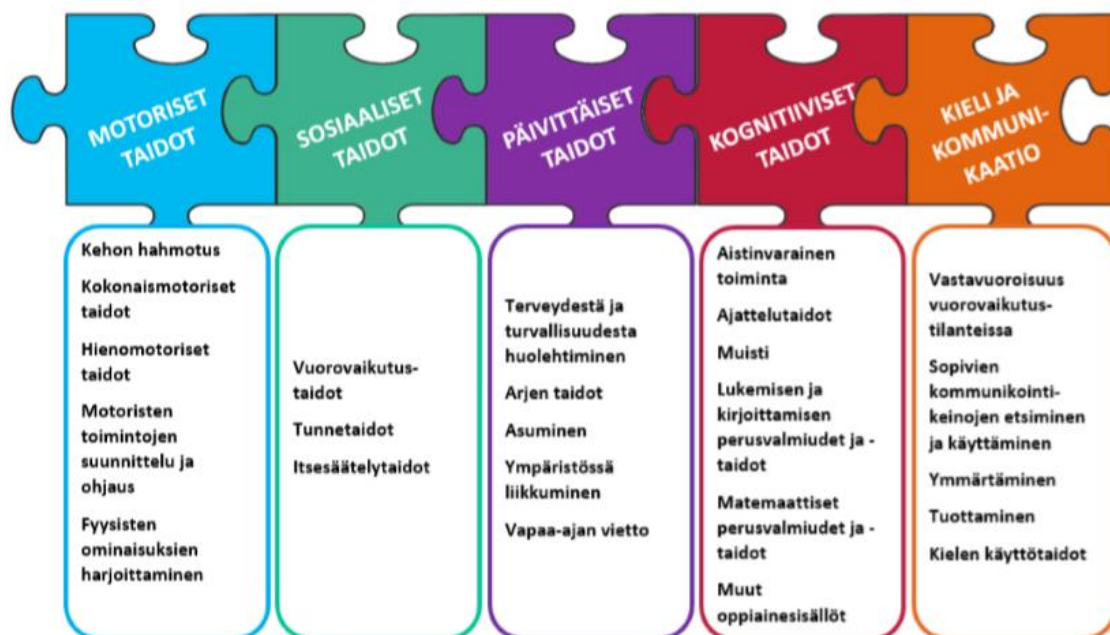 MOTORISET
TAIDOT
SOSIAALISET
TAIDOT
PÄIVITTÄISET
TAIDOT
KOGNITIIVISET
TAIDOT
KIELI JA
KOMMUNI-
KAATIO
Kehon hahmotus
Kokonaismotoriset
taidot
Hienomotoriset
taidot
Motoristen
toimintojen
suunnittelu ja
ohjaus
Fyysisten
ominaisuksien
harjoittaminen
Vuorovaikutus-
taidot
Tunnetaidot
Itsesäätelytaidot
Terveydestä ja
turvallisuudesta
huolehtiminen
Arjen taidot
Asuminen
Ympäristössä
liikkuminen
Vapaa-ajan vietto
Aistinvarainen
toiminta
Ajattelutaidot
Muisti
Lukemisen ja
kirjoittamisen
perusvalmiudet ja -
taidot
Matemaattiset
perusvalmiudet ja -
taidot
Muut
oppiainesisällöt
Vastavuoroisuus
vuorovaikutus-
tilanteissa
Sopivien
kommunikointi-
keinojen etsiminen
ja käyttäminen
Ymmärtäminen
Tuottaminen
Kielen käyttötaidot